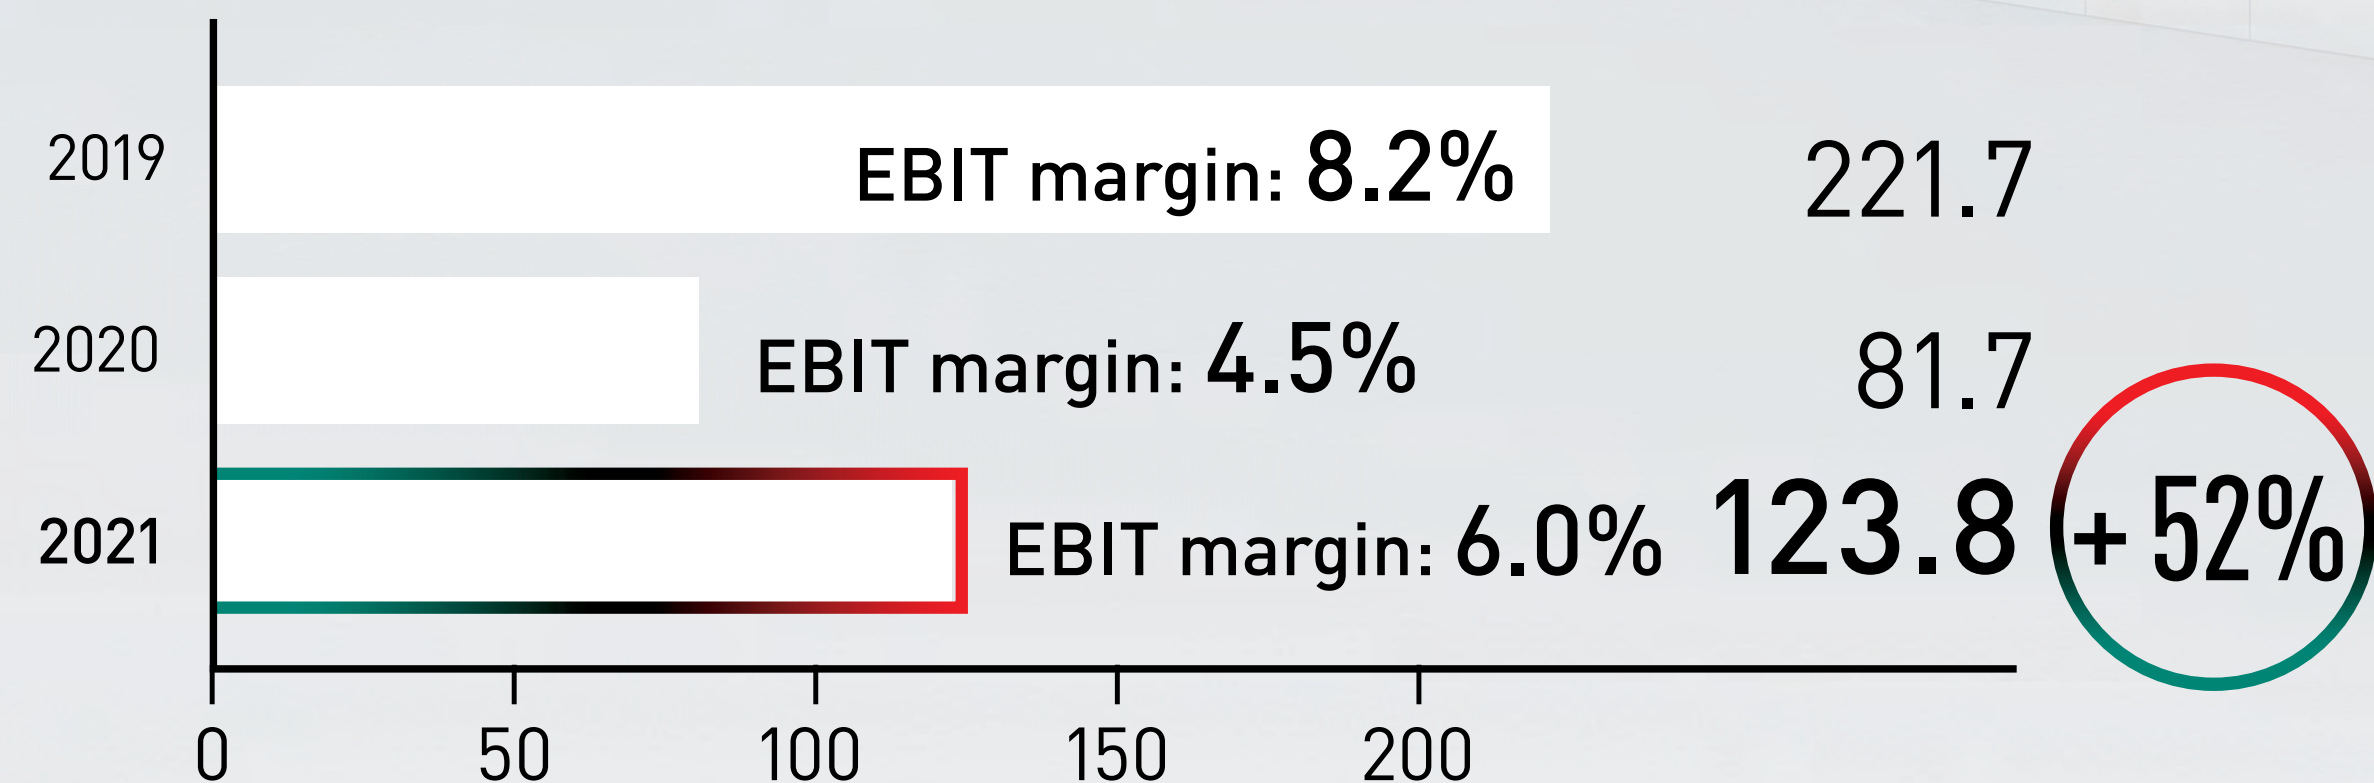 2019 EBIT margin: 8.2% 221.7
2020 EBIT margin: 4.5% 81.7
2021 EBIT margin: 6.0% 123.8 + 52%
0 50 100 150 200